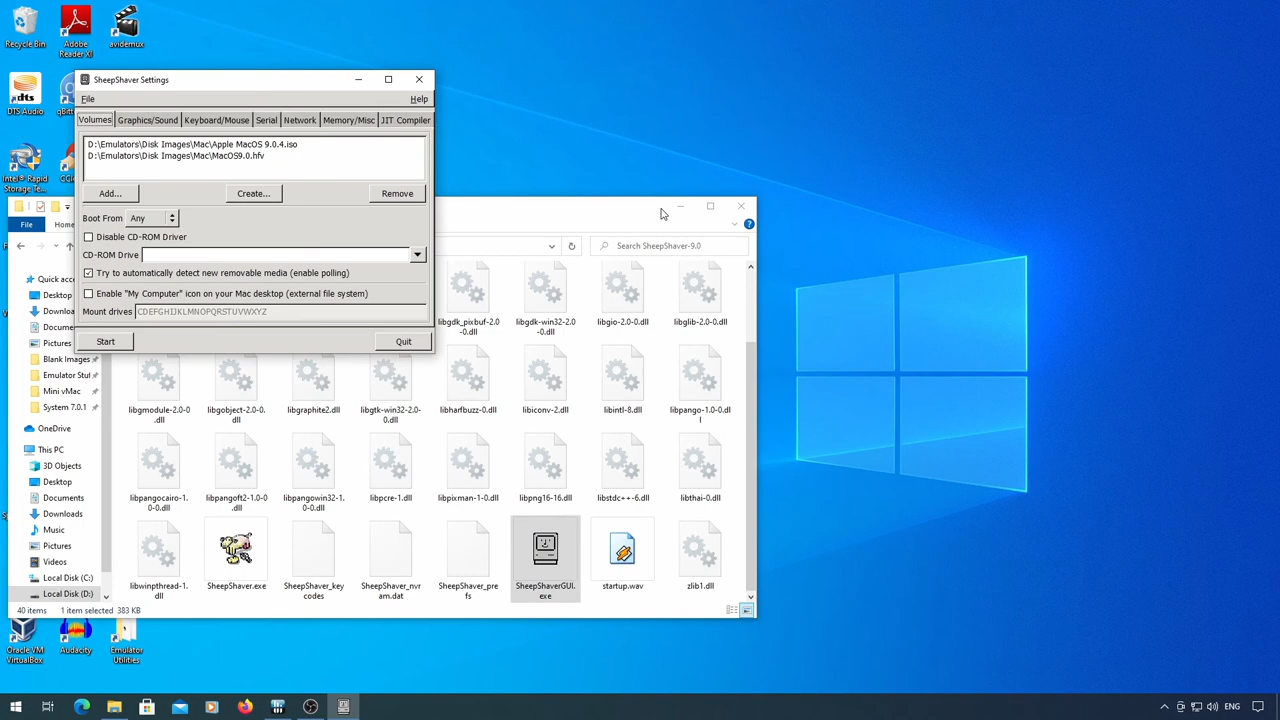 Recycle Bin
Adobe
Reader XI
avidemux
DTS Audio
Intel® Rapid
Storage Te...
SheepShaver Settings
File
Help
Volumes
Graphics/Sound
Keyboard/Mouse
Serial
Network
Memory/Misc
JIT Compiler
D:\Emulators\Disk Images\Mac\Apple MacOS 9.0.4.iso
D:\Emulators\Disk Images\Mac\MacOS9.0.hfv
Add...
Create...
Remove
Boot From
Any
Disable CD-ROM Driver
CD-ROM Drive
Try to automatically detect new removable media (enable polling)
Enable "My Computer" icon on your Mac desktop (external file system)
Mount drives
CDEFGHIJKLMNOPQRSTUVWXYZ
Start
Quit
File
Home
Search SheepShaver-9.0
Quick acce
Desktop
Downloa
Docume
Pictures
Blank Images
Emulator Stu
Mini vMac
System 7.0.1
OneDrive
This PC
3D Objects
Desktop
Documents
Downloads
Music
Pictures
Videos
Local Disk (C:)
Local Disk (D:)
libgdk_pixbuf-2.0
-0.dll
libgdk-win32-2.0
-0.dll
libgio-2.0-0.dll
libglib-2.0-0.dll
libgmodule-2.0-0
.dll
libgobject-2.0-0.
dll
libgraphite2.dll
libgtk-win32-2.0-
0.dll
libharfbuzz-0.dll
libiconv-2.dll
libintl-8.dll
libpango-1.0-0.dl
l
libpangocairo-1.
0-0.dll
libpangoft2-1.0-0
.dll
libpangowin32-1.
0-0.dll
libpcre-1.dll
libpixman-1-0.dll
libpng16-16.dll
libstdc++-6.dll
libthai-0.dll
libwinpthread-1.
dll
SheepShaver.exe
SheepShaver_key
codes
SheepShaver_nvr
am.dat
SheepShaver_pre
fs
SheepShaverGUI.
exe
startup.wav
zlib1.dll
40 items
1 item selected 383 KB
Oracle VM
VirtualBox
Audacity
Emulator
Utilities
ENG